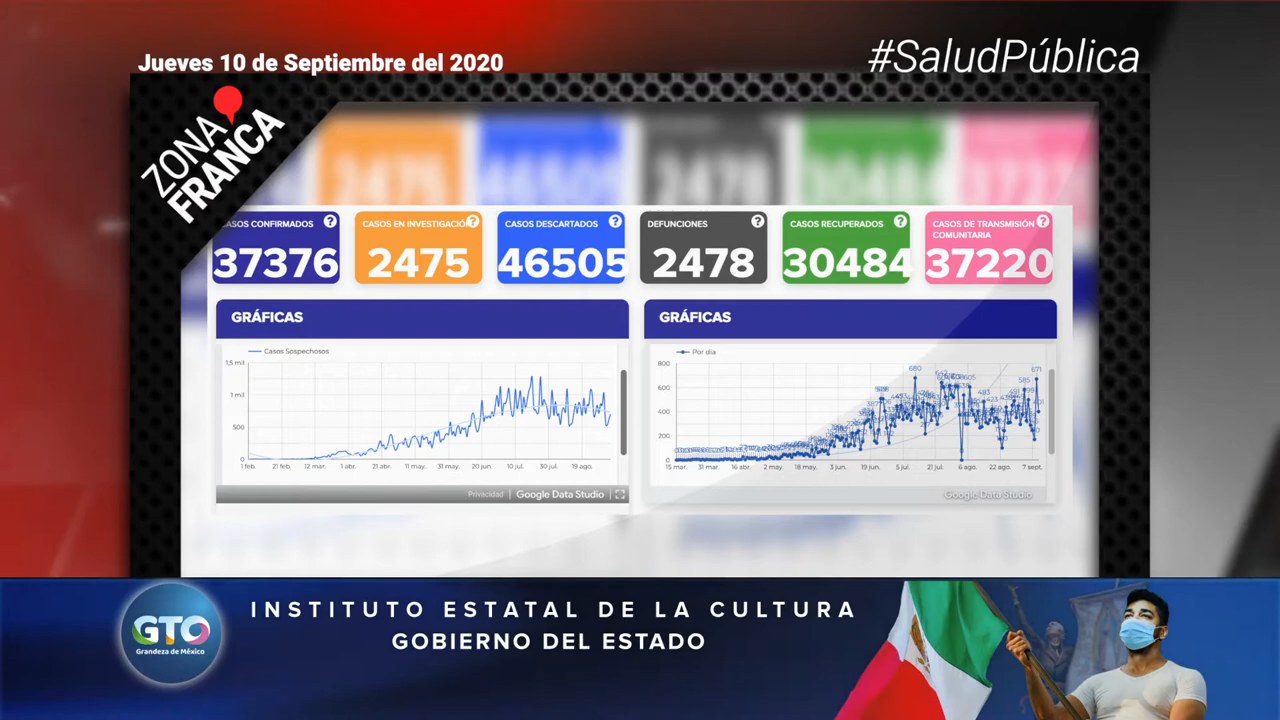 Jueves 10 de Septiembre del 2020
#SaludPública
ZONA
FRANCA
CASOS CONFIRMADOS
37376
CASOS EN INVESTIGACIÓ
2475
CASOS DESCARTADOS
46505
DEFUNCIONES
2478
CASOS RECUPERADOS
30484
CASOS DE TRANSMISIÓN
COMUNITARIA
37220
GRÁFICAS
Casos Sospechosos
1,5 mil
1 mil
500
0
1 feb. 21 feb. 12 mar. 1 abr. 21 abr. 11 may. 31 may. 20 jun. 10 jul. 30 jul. 19 ago.
Privacidad Google Data Studio
GRÁFICAS
Por día
800
600
400
200
0
680
585
671
15 mar. 31 mar. 16 abr. 2 may. 18 may. 3 jun. 19 jun. 5 jul. 21 jul. 6 ago. 22 ago. 7 sept.
Google Data Studio
GTO
Grandeza de México
INSTITUTO ESTATAL DE LA CULTURA
GOBIERNO DEL ESTADO